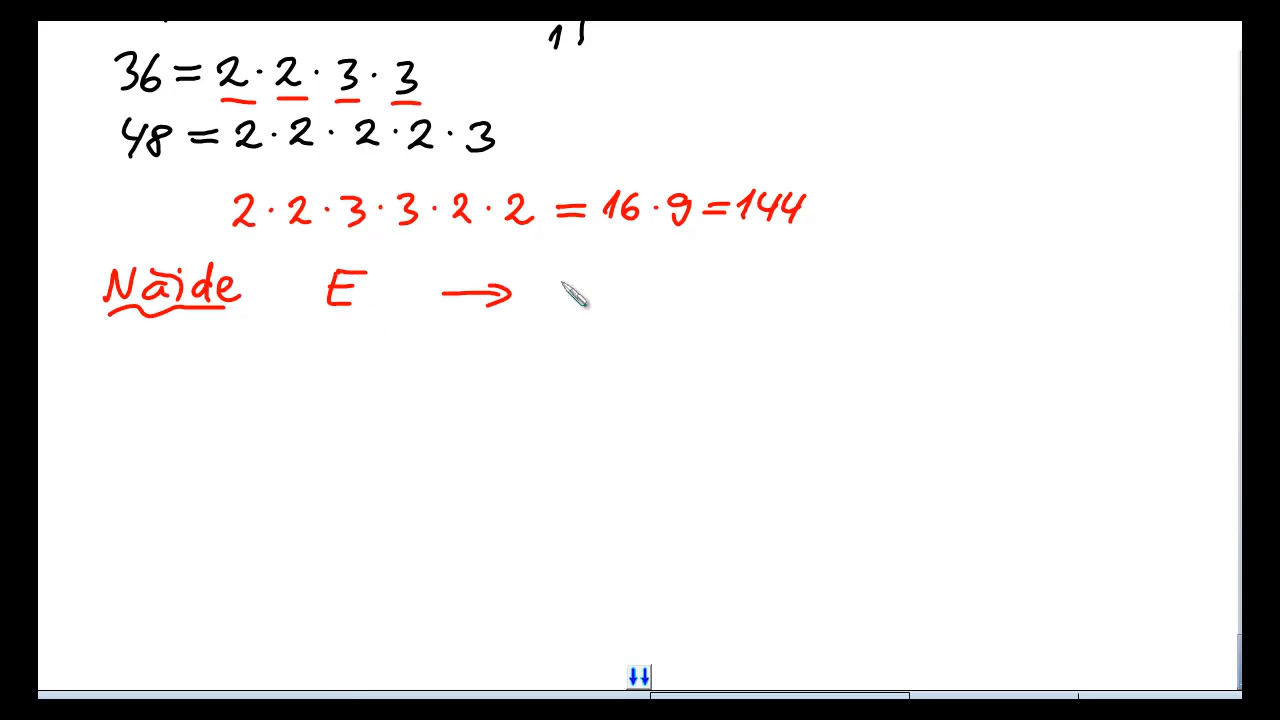 36 = 2 · 2 · 3 · 3
48 = 2 · 2 · 2 · 2 · 3
2 · 2 · 3 · 3 · 2 · 2 = 16 · 9 = 144
Näide E →